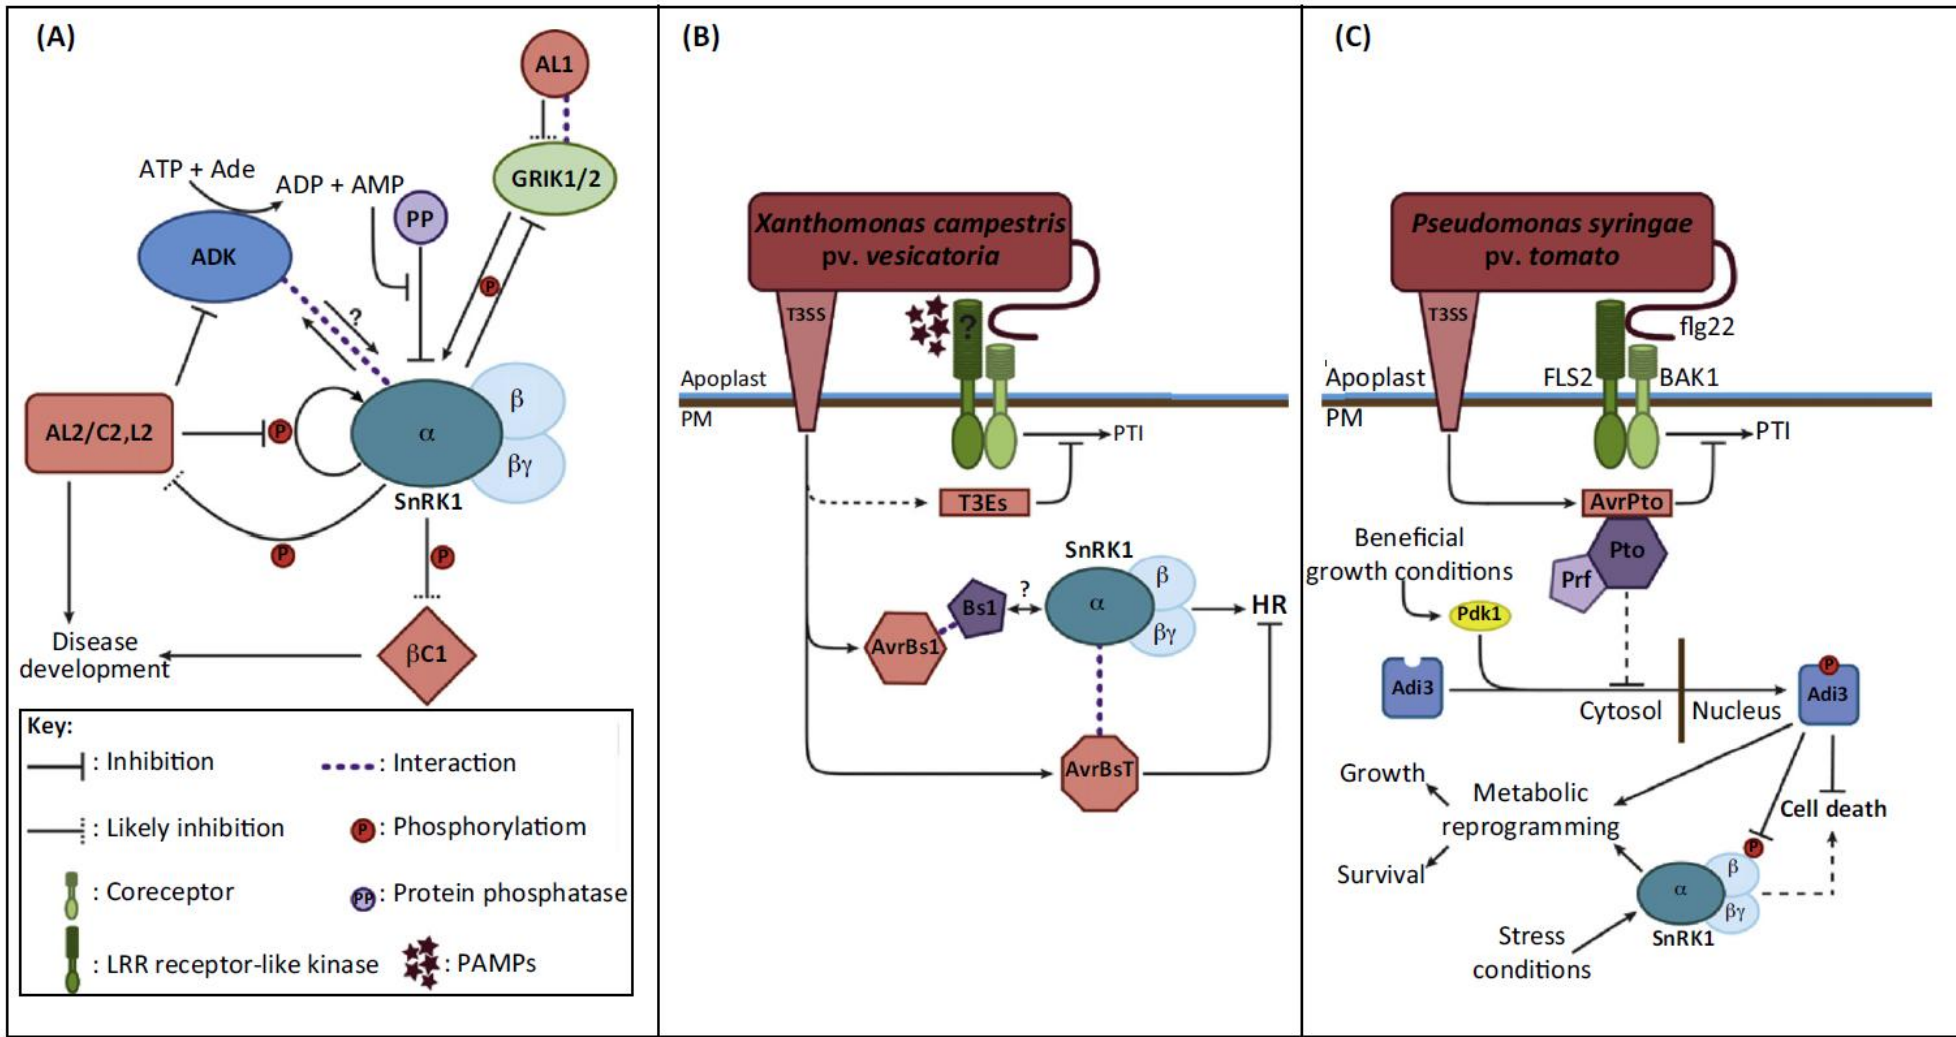 (A)
AL1
GRIK1/2
ATP + Ade
ADP + AMP
PP
ADK
?
P
AL2/C2,L2
P
α
β
βγ
SnRK1
P
P
Disease
development
βC1
Key:
: Inhibition
: Interaction
: Likely inhibition
P : Phosphorylatiom
: Coreceptor
PP : Protein phosphatase
: LRR receptor-like kinase
: PAMPs
(B)
Xanthomonas campestris
pv. vesicatoria
T3SS
?
Apoplast
PM
PTI
T3Es
SnRK1
β
?
Bs1
α
HR
βγ
AvrBs1
AvrBsT
(C)
Pseudomonas syringae
pv. tomato
T3SS
flg22
Apoplast
FLS2
BAK1
PM
PTI
AvrPto
Beneficial
growth conditions
Pto
Prf
Pdk1
Adi3
P
Adi3
Cytosol
Nucleus
Growth
Metabolic
reprogramming
Cell death
P
Survival
β
α
βγ
SnRK1
Stress
conditions